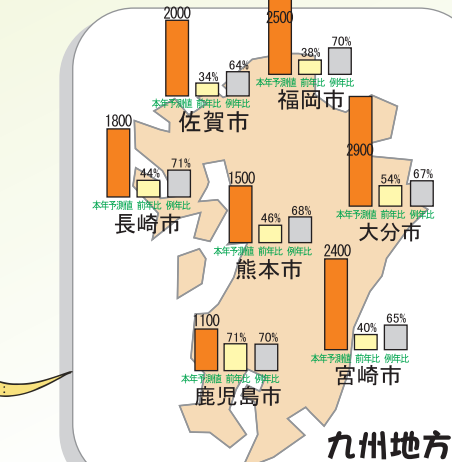 2500
38%
70%
本年予測値 前年比 例年比
福岡市
2000
34%
64%
本年予測値 前年比 例年比
佐賀市
1800
44%
71%
本年予測値 前年比 例年比
長崎市
2900
54%
67%
本年予測値 前年比 例年比
大分市
1500
46%
68%
本年予測値 前年比 例年比
熊本市
2400
40%
65%
本年予測値 前年比 例年比
宮崎市
1100
71%
70%
本年予測値 前年比 例年比
鹿児島市
九州地方